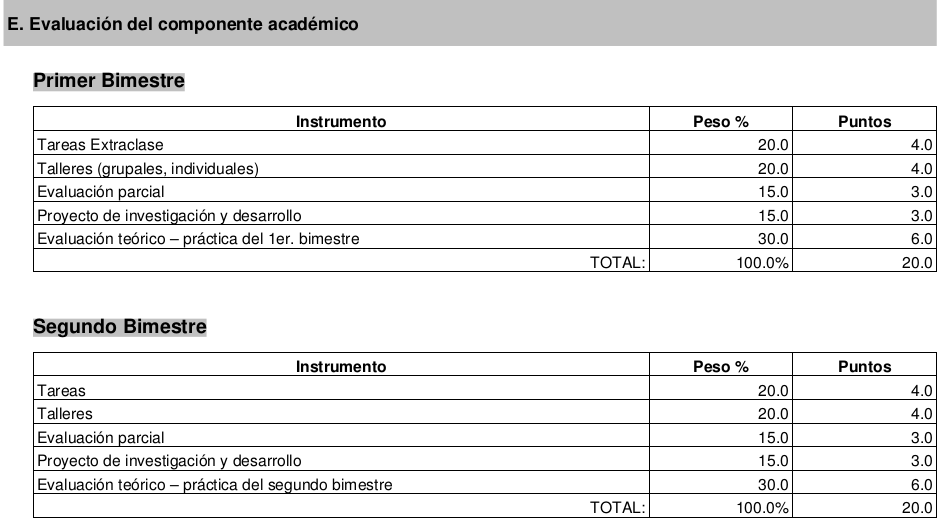 E. Evaluación del componente académico
Primer Bimestre
Instrumento Peso % Puntos
Tareas Extraclase 20.0 4.0
Talleres (grupales, individuales) 20.0 4.0
Evaluación parcial 15.0 3.0
Proyecto de investigación y desarrollo 15.0 3.0
Evaluación teórico – práctica del 1er. bimestre 30.0 6.0
TOTAL: 100.0% 20.0
Segundo Bimestre
Instrumento Peso % Puntos
Tareas 20.0 4.0
Talleres 20.0 4.0
Evaluación parcial 15.0 3.0
Proyecto de investigación y desarrollo 15.0 3.0
Evaluación teórico – práctica del segundo bimestre 30.0 6.0
TOTAL: 100.0% 20.0